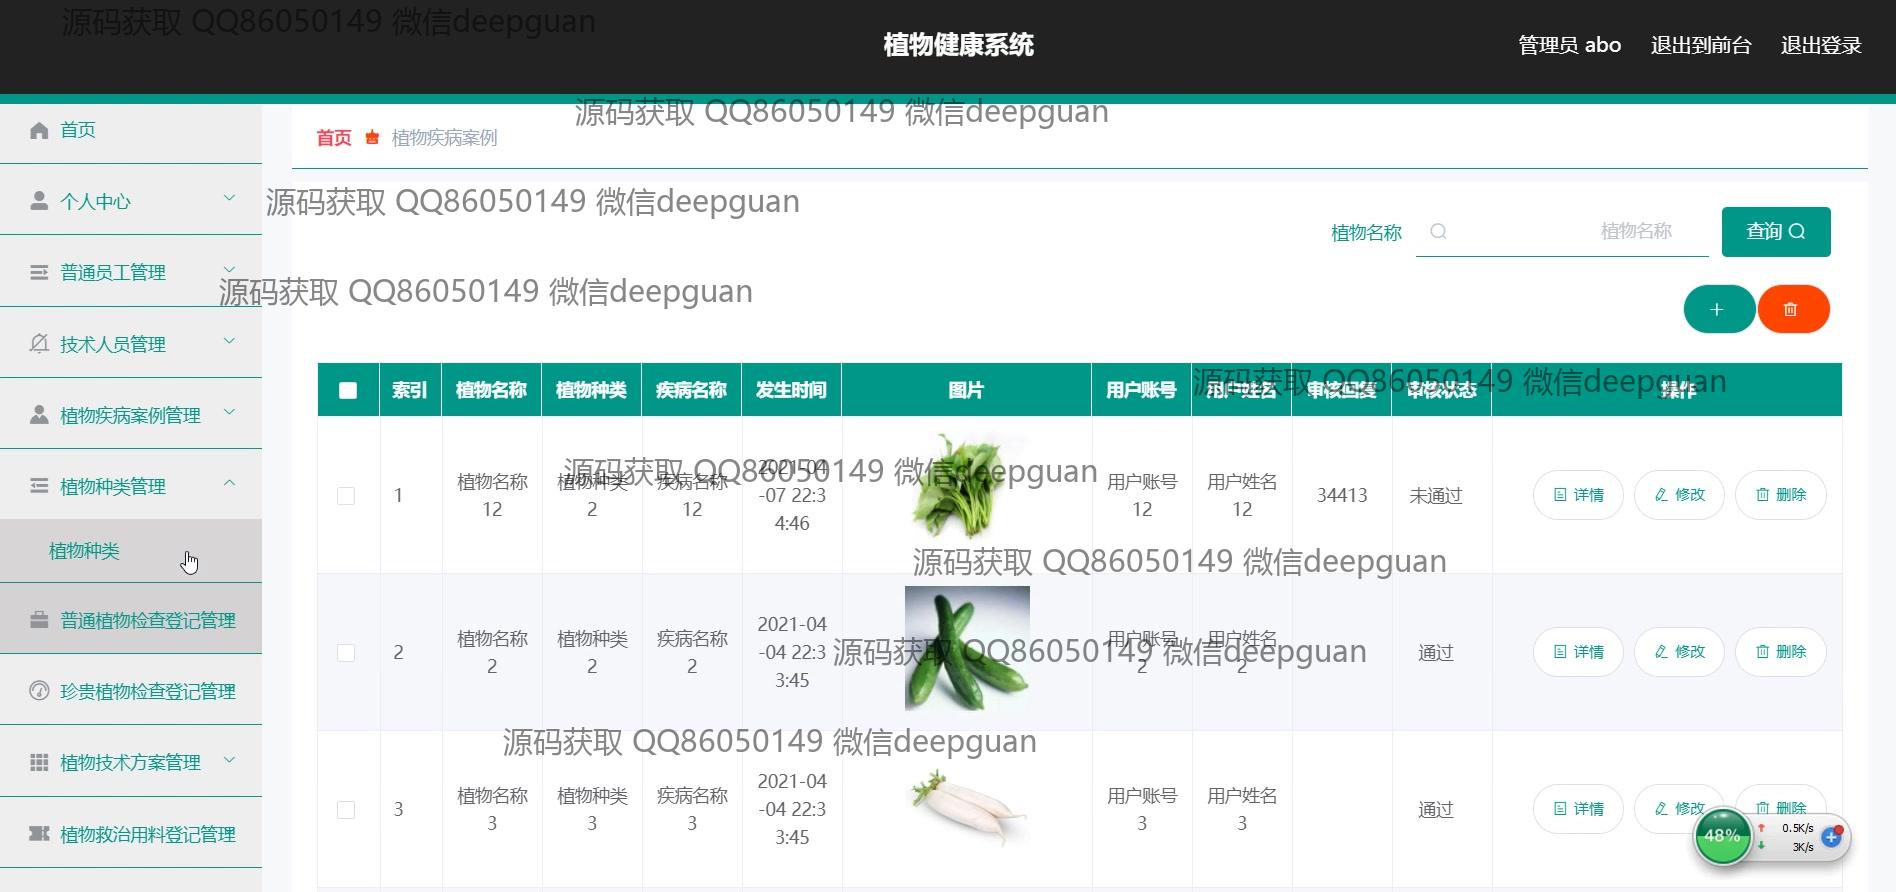 源码获取 QQ86050149 微信deepguan
植物健康系统
管理员 abo
退出到前台
退出登录
源码获取 QQ86050149 微信deepguan
首页
植物疾病案例
首页
个人中心
源码获取 QQ86050149 微信deepguan
植物名称
植物名称
查询
普通员工管理
源码获取 QQ86050149 微信deepguan
技术人员管理
植物疾病案例管理
植物种类管理
植物种类
普通植物检查登记管理
珍贵植物检查登记管理
植物技术方案管理
植物救治用料登记管理
索引
植物名称
植物种类
疾病名称
发生时间
图片
用户账号
用户姓名
审核回复
审核状态
操作
源码获取 QQ86050149 微信deepguan
1
植物名称
12
植物种类
2
疾病名称
12
2021-04
-07 22:3
4:46
用户账号
12
用户姓名
12
34413
未通过
详情
修改
删除
源码获取 QQ86050149 微信deepguan
源码获取 QQ86050149 微信deepguan
2
植物名称
2
植物种类
2
疾病名称
2
2021-04
-04 22:3
3:45
用户账号
2
用户姓名
2
通过
详情
修改
删除
源码获取 QQ86050149 微信deepguan
源码获取 QQ86050149 微信deepguan
3
植物名称
3
植物种类
3
疾病名称
3
2021-04
-04 22:3
3:45
用户账号
3
用户姓名
3
通过
详情
修改
删除
48%
0.5K/s
3K/s